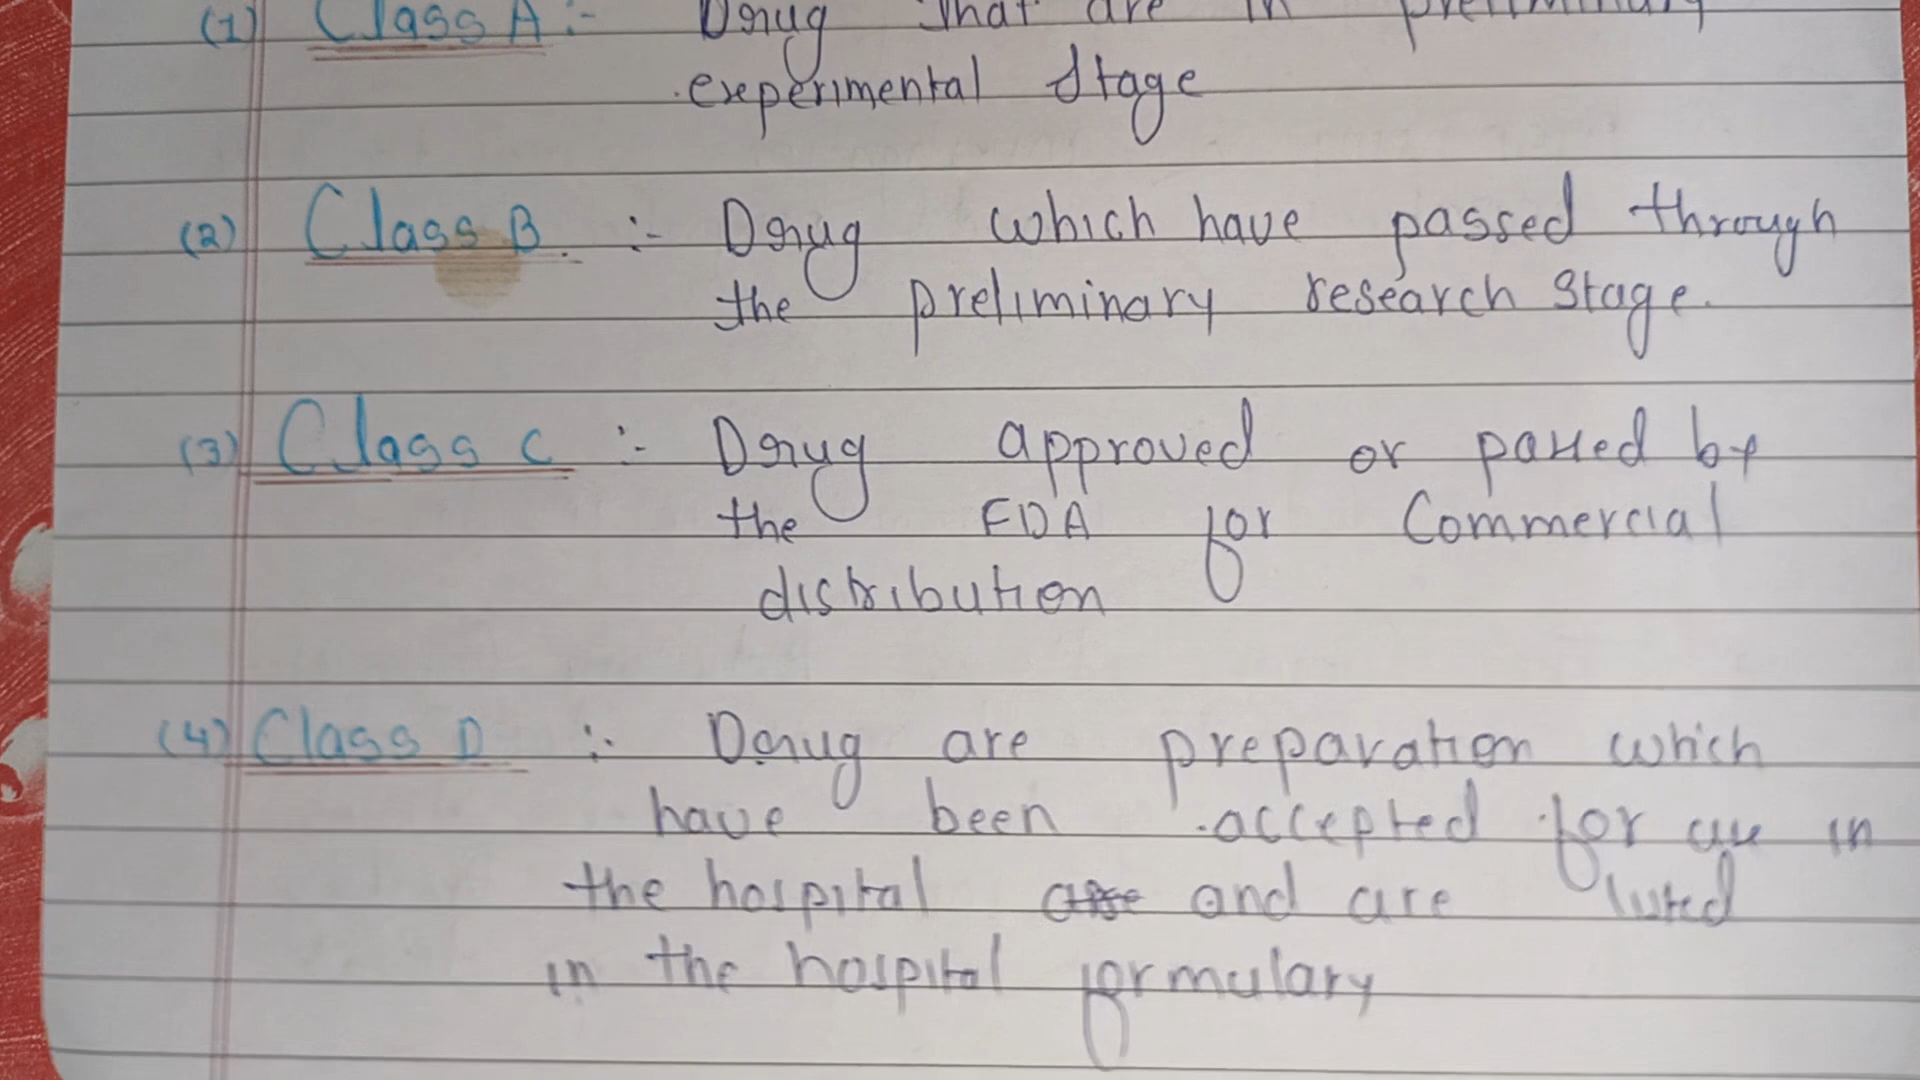 (1) Class A :- Drug that are in preliminary
experimental Stage
(2) Class B. :- Drug which have passed through
the preliminary research Stage.
(3) Class C :- Drug approved or passed by
the FDA for Commercial
distribution
(4) Class D :- Drug are preparation which
have been accepted for use in
the hospital and are listed
in the hospital formulary